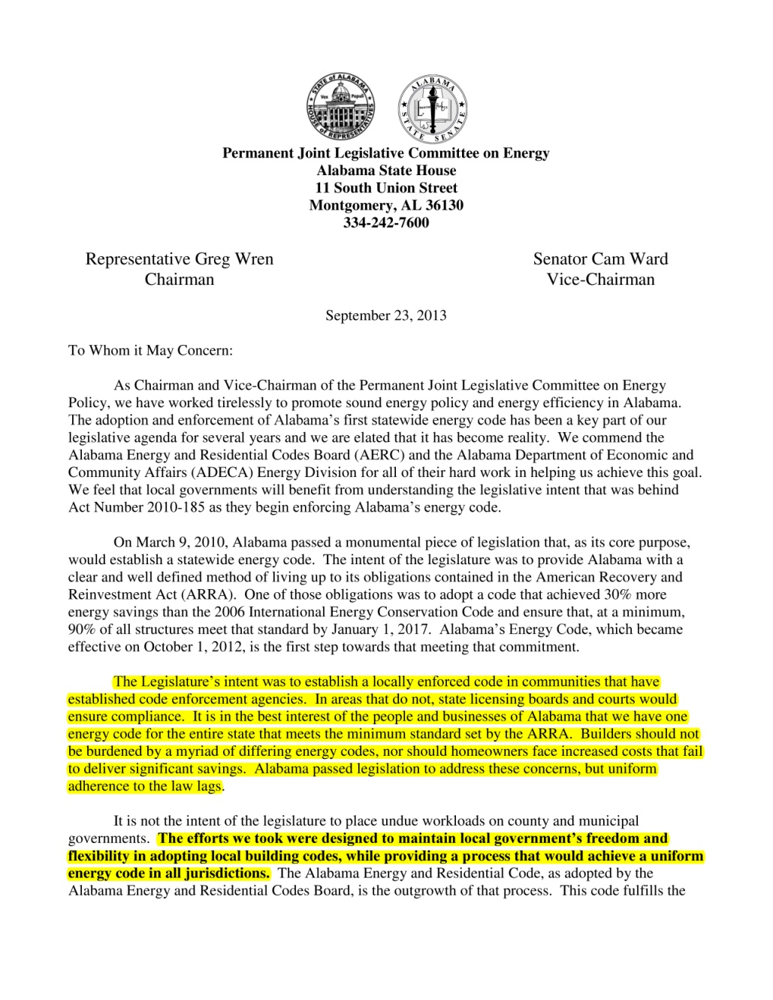 STATE of ALABAMA
Vox Populi
HOUSE of REPRESENTATIVES
ALABAMA
STATE SENATE
Permanent Joint Legislative Committee on Energy
Alabama State House
11 South Union Street
Montgomery, AL 36130
334-242-7600
Representative Greg Wren
Chairman
Senator Cam Ward
Vice-Chairman
September 23, 2013
To Whom it May Concern:
As Chairman and Vice-Chairman of the Permanent Joint Legislative Committee on Energy
Policy, we have worked tirelessly to promote sound energy policy and energy efficiency in Alabama.
The adoption and enforcement of Alabama’s first statewide energy code has been a key part of our
legislative agenda for several years and we are elated that it has become reality.  We commend the
Alabama Energy and Residential Codes Board (AERC) and the Alabama Department of Economic and
Community Affairs (ADECA) Energy Division for all of their hard work in helping us achieve this goal.
We feel that local governments will benefit from understanding the legislative intent that was behind
Act Number 2010-185 as they begin enforcing Alabama’s energy code.
On March 9, 2010, Alabama passed a monumental piece of legislation that, as its core purpose,
would establish a statewide energy code.  The intent of the legislature was to provide Alabama with a
clear and well defined method of living up to its obligations contained in the American Recovery and
Reinvestment Act (ARRA).  One of those obligations was to adopt a code that achieved 30% more
energy savings than the 2006 International Energy Conservation Code and ensure that, at a minimum,
90% of all structures meet that standard by January 1, 2017.  Alabama’s Energy Code, which became
effective on October 1, 2012, is the first step towards that meeting that commitment.
The Legislature’s intent was to establish a locally enforced code in communities that have
established code enforcement agencies.  In areas that do not, state licensing boards and courts would
ensure compliance.  It is in the best interest of the people and businesses of Alabama that we have one
energy code for the entire state that meets the minimum standard set by the ARRA.  Builders should not
be burdened by a myriad of differing energy codes, nor should homeowners face increased costs that fail
to deliver significant savings.  Alabama passed legislation to address these concerns, but uniform
adherence to the law lags.
It is not the intent of the legislature to place undue workloads on county and municipal
governments.  The efforts we took were designed to maintain local government’s freedom and
flexibility in adopting local building codes, while providing a process that would achieve a uniform
energy code in all jurisdictions.  The Alabama Energy and Residential Code, as adopted by the
Alabama Energy and Residential Codes Board, is the outgrowth of that process.  This code fulfills the